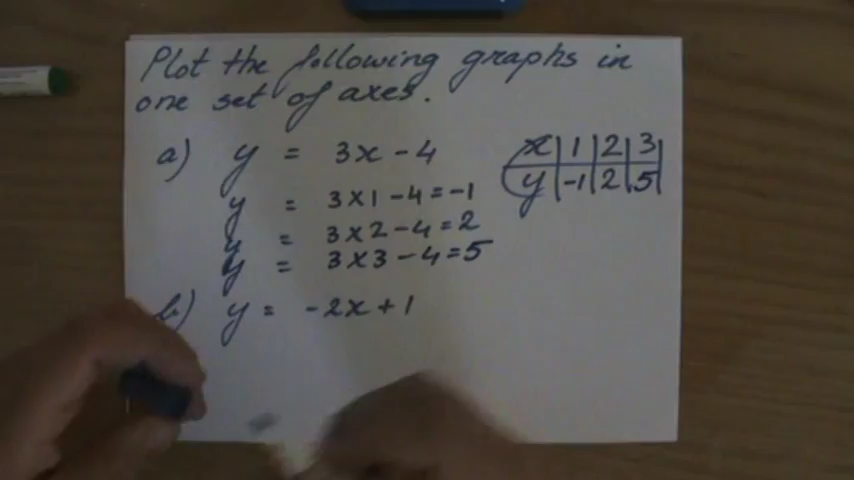 Plot the following graphs in
one set of axes.
a) y = 3x - 4
x | 1 | 2 | 3 |
y | -1 | 2 | 5 |
y = 3x1 - 4 = -1
y = 3x2 - 4 = 2
y = 3x3 - 4 = 5
b) y = -2x + 1